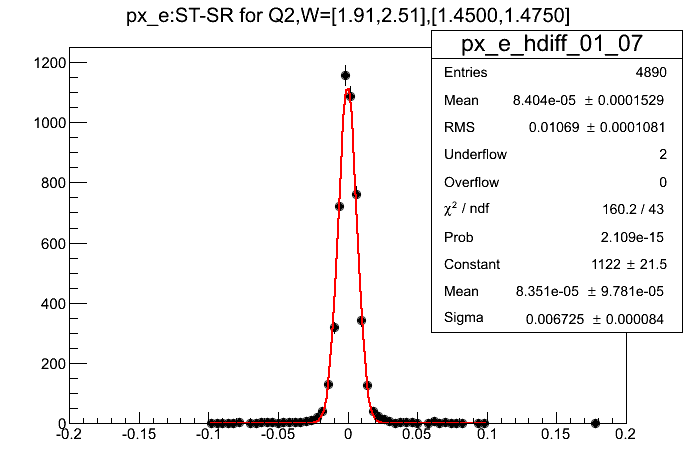 px_e:ST-SR for Q2,W=[1.91,2.51],[1.4500,1.4750]
px_e_hdiff_01_07
Entries 4890
Mean 8.404e-05 ± 0.0001529
RMS 0.01069 ± 0.0001081
Underflow 2
Overflow 0
χ² / ndf 160.2 / 43
Prob 2.109e-15
Constant 1122 ± 21.5
Mean 8.351e-05 ± 9.781e-05
Sigma 0.006725 ± 0.000084
1200
1000
800
600
400
200
0
-0.2 -0.15 -0.1 -0.05 0 0.05 0.1 0.15 0.2